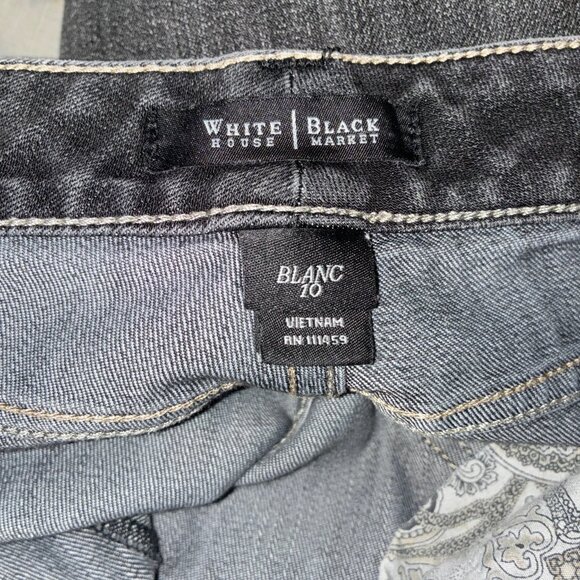 WHITE | BLACK
HOUSE | MARKET
BLANC
10
VIETNAM
RN 111459